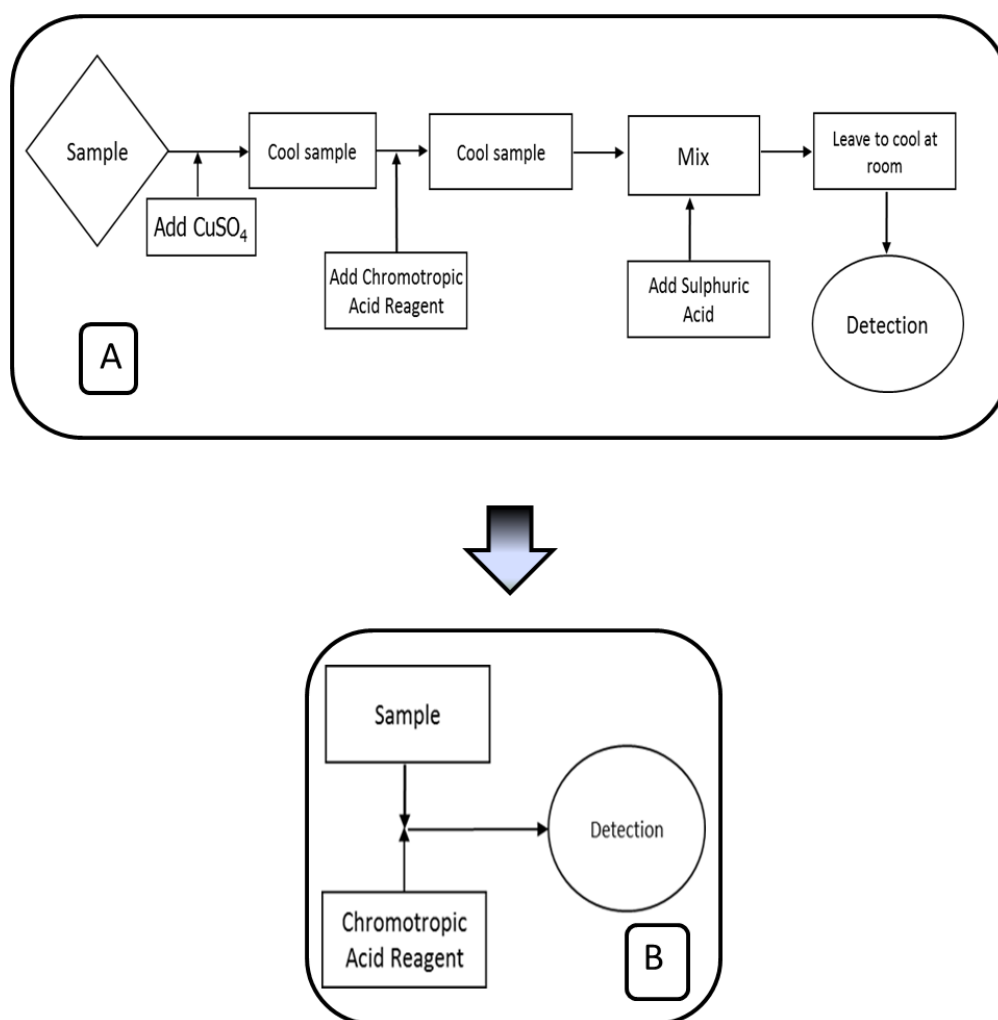 Sample
Add CuSO₄
Cool sample
Add Chromotropic
Acid Reagent
Cool sample
Mix
Add Sulphuric
Acid
Leave to cool at
room
Detection
A
Sample
Chromotropic
Acid Reagent
Detection
B